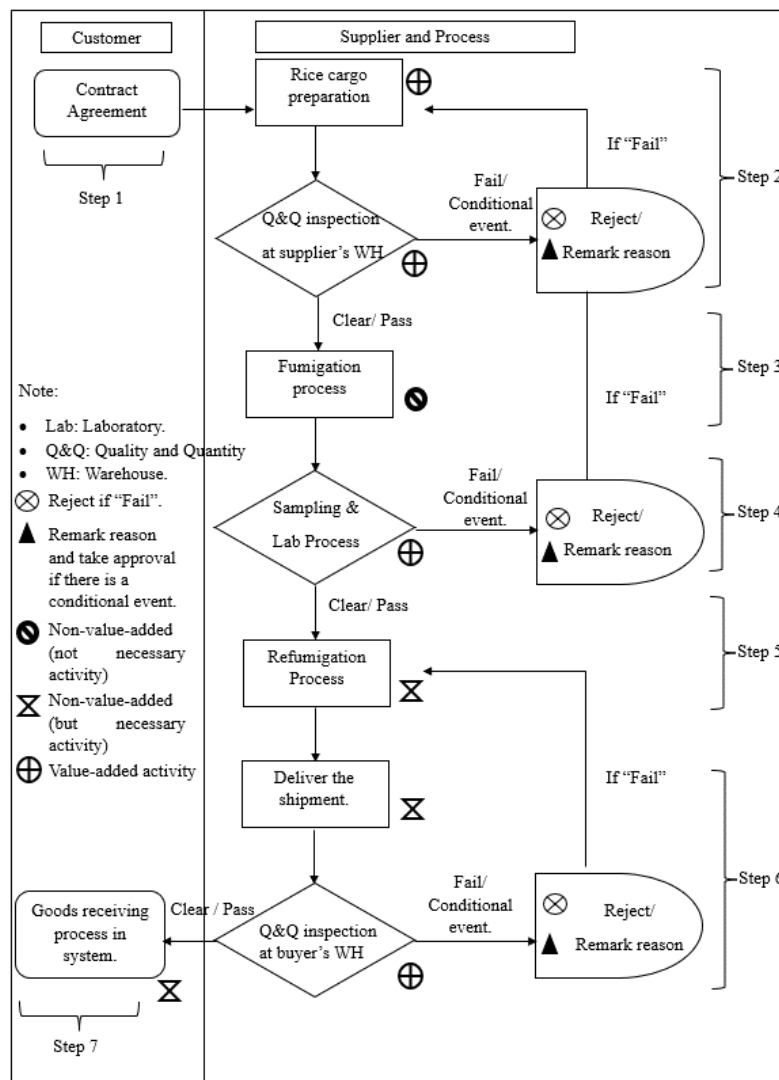 Customer
Supplier and Process
Contract
Agreement
Step 1
Rice cargo
preparation
If “Fail”
Step 2
Q&Q inspection
at supplier’s WH
Fail/
Conditional
event.
Reject/
Remark reason
Clear/ Pass
Fumigation
process
Step 3
If “Fail”
Note:
• Lab: Laboratory.
• Q&Q: Quality and Quantity
• WH: Warehouse.
Reject if “Fail”.
Remark reason
and take approval
if there is a
conditional event.
Non-value-added
(not necessary
activity)
Non-value-added
(but necessary
activity)
Value-added activity
Sampling &
Lab Process
Fail/
Conditional
event.
Reject/
Remark reason
Step 4
Clear/ Pass
Refumigation
Process
Step 5
Deliver the
shipment.
If “Fail”
Step 6
Q&Q inspection
at buyer’s WH
Fail/
Conditional
event.
Reject/
Remark reason
Clear / Pass
Goods receiving
process in
system.
Step 7